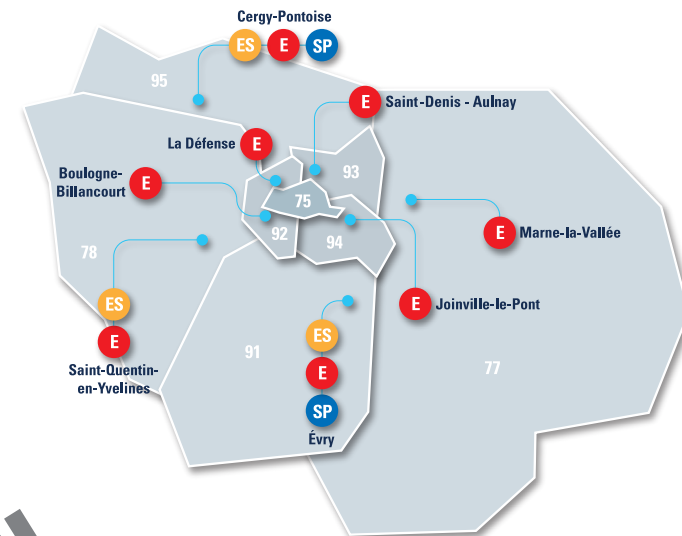 Cergy-Pontoise
ES E SP
95
E Saint-Denis - Aulnay
La Défense E
93
Boulogne-
Billancourt
E
75
92
94
E Marne-la-Vallée
78
ES
E
Saint-Quentin-
en-Yvelines
E Joinville-le-Pont
91
ES
E
SP
Évry
77